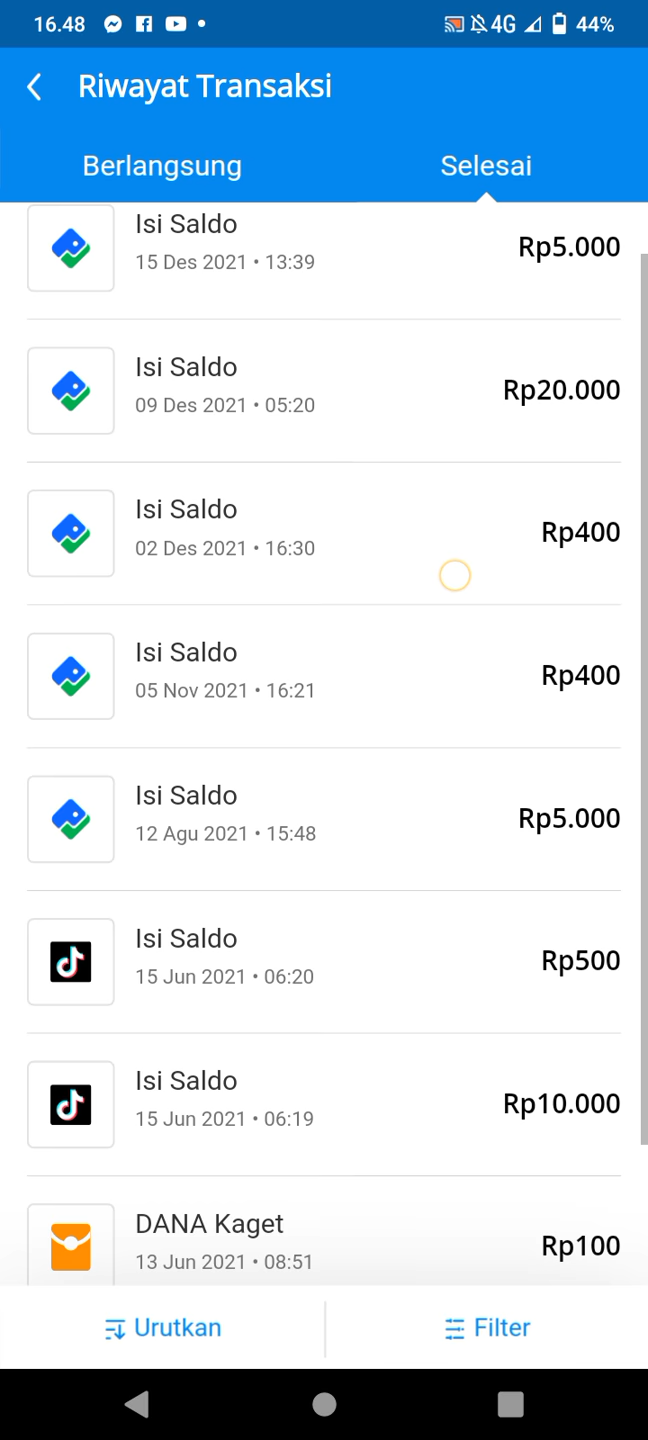 16.48 4G 44%
Riwayat Transaksi
Berlangsung Selesai
Isi Saldo
15 Des 2021 • 13:39
Rp5.000
Isi Saldo
09 Des 2021 • 05:20
Rp20.000
Isi Saldo
02 Des 2021 • 16:30
Rp400
Isi Saldo
05 Nov 2021 • 16:21
Rp400
Isi Saldo
12 Agu 2021 • 15:48
Rp5.000
Isi Saldo
15 Jun 2021 • 06:20
Rp500
Isi Saldo
15 Jun 2021 • 06:19
Rp10.000
DANA Kaget
13 Jun 2021 • 08:51
Rp100
Urutkan Filter